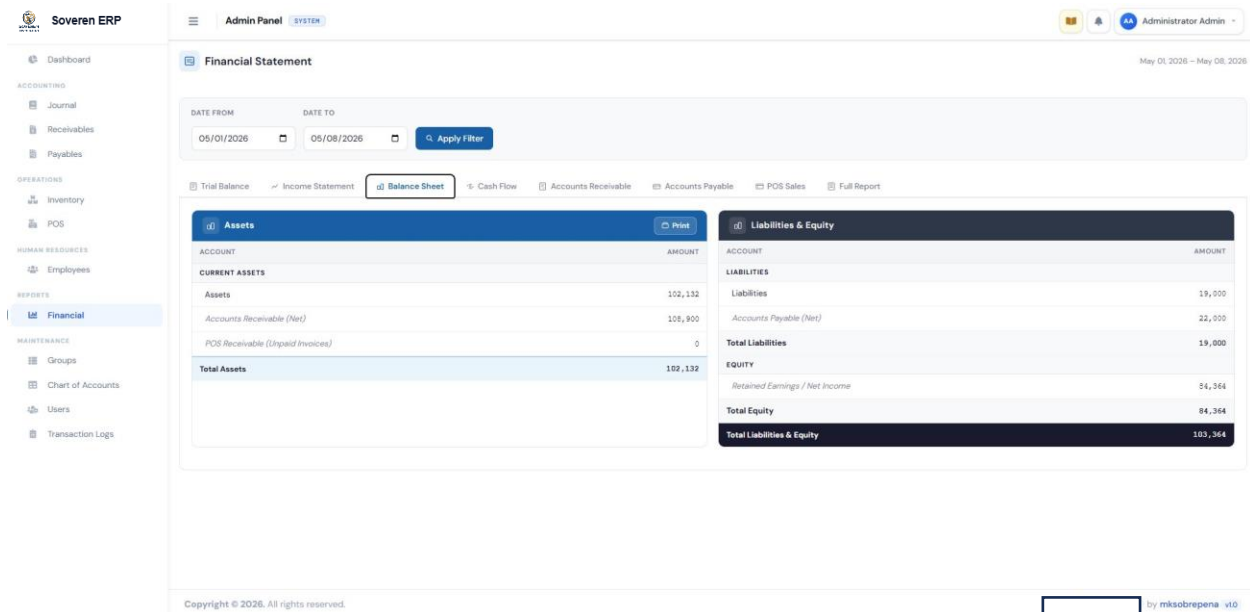 Soveren ERP
Admin Panel SYSTEM
AA Administrator Admin
Dashboard
ACCOUNTING
Journal
Receivables
Payables
OPERATIONS
Inventory
POS
HUMAN RESOURCES
Employees
REPORTS
Financial
MAINTENANCE
Groups
Chart of Accounts
Users
Transaction Logs
Financial Statement
May 01, 2026 – May 08, 2026
DATE FROM DATE TO
05/01/2026 05/08/2026 Apply Filter
Trial Balance Income Statement Balance Sheet Cash Flow Accounts Receivable Accounts Payable POS Sales Full Report
Assets Print
ACCOUNT AMOUNT
CURRENT ASSETS
Assets 102,132
Accounts Receivable (Net)
POS Receivable (Unpaid Invoices) 0
Total Assets 102,132
Liabilities & Equity
ACCOUNT AMOUNT
LIABILITIES
Liabilities 19,000
Accounts Payable (Net) 22,000
Total Liabilities 19,000
EQUITY
Retained Earnings / Net Income 84,364
Total Equity 84,364
Total Liabilities & Equity 103,364
Copyright © 2026. All rights reserved.
by mksobrepena v1.0